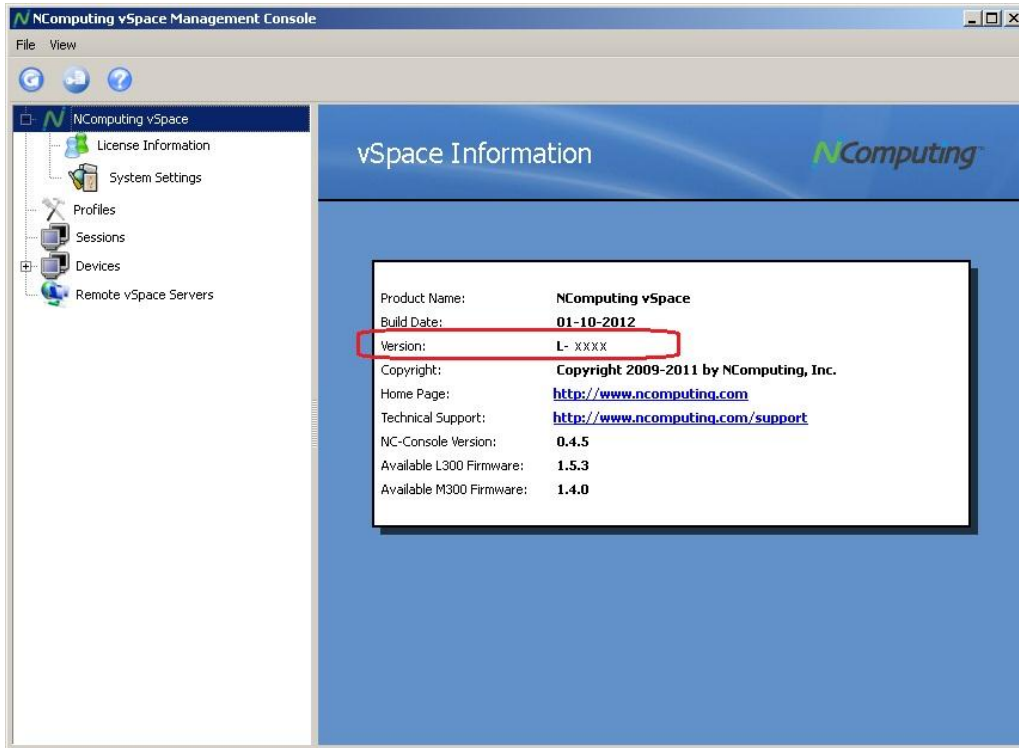 NComputing vSpace Management Console
File View
NComputing vSpace
License Information
System Settings
Profiles
Sessions
Devices
Remote vSpace Servers
vSpace Information
NComputing
Product Name: NComputing vSpace
Build Date: 01-10-2012
Version: L- xxxx
Copyright: Copyright 2009-2011 by NComputing, Inc.
Home Page: http://www.ncomputing.com
Technical Support: http://www.ncomputing.com/support
NC-Console Version: 0.4.5
Available L300 Firmware: 1.5.3
Available M300 Firmware: 1.4.0